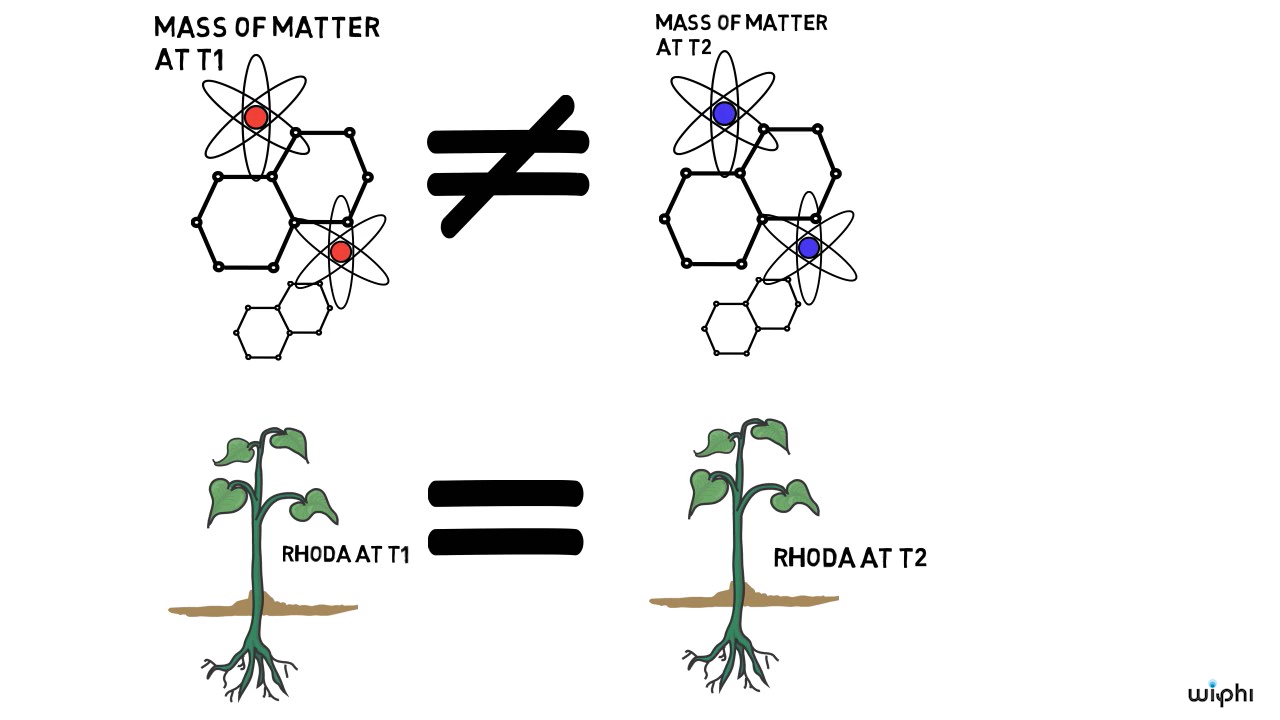 MASS OF MATTER
AT T1
MASS OF MATTER
AT T2
RHODA AT T1
RHODA AT T2
wiphi